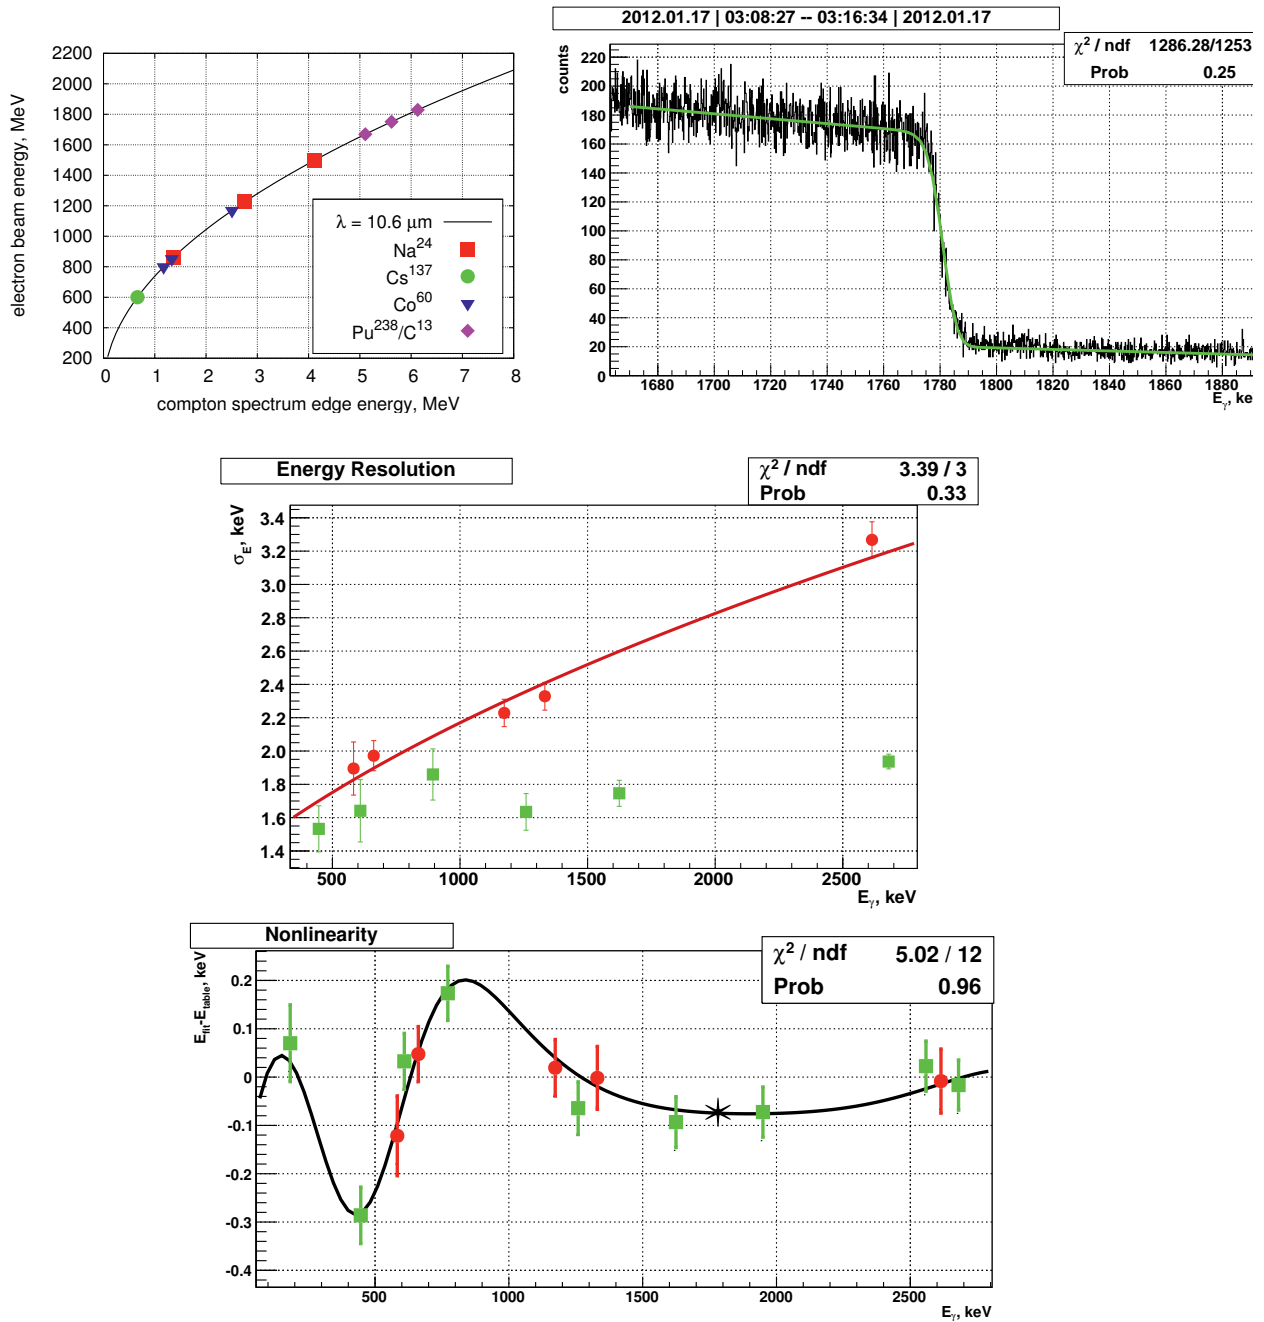 2200
2000
1800
1600
1400
1200
1000
800
600
400
200
0 1 2 3 4 5 6 7 8
electron beam energy, MeV
compton spectrum edge energy, MeV
λ = 10.6 μm
Na24
Cs137
Co60
Pu238/C13
2012.01.17 | 03:08:27 -- 03:16:34 | 2012.01.17
χ2 / ndf 1286.28/1253
Prob 0.25
counts
220
200
180
160
140
120
100
80
60
40
20
0
1680 1700 1720 1740 1760 1780 1800 1820 1840 1860 1880
Eγ, ke
Energy Resolution
χ2 / ndf 3.39 / 3
Prob 0.33
σE, keV
3.4
3.2
3.0
2.8
2.6
2.4
2.2
2.0
1.8
1.6
1.4
500 1000 1500 2000 2500
Eγ, keV
Nonlinearity
χ2 / ndf 5.02 / 12
Prob 0.96
Efit-Etable, keV
0.2
0.1
0
-0.1
-0.2
-0.3
-0.4
500 1000 1500 2000 2500
Eγ, keV